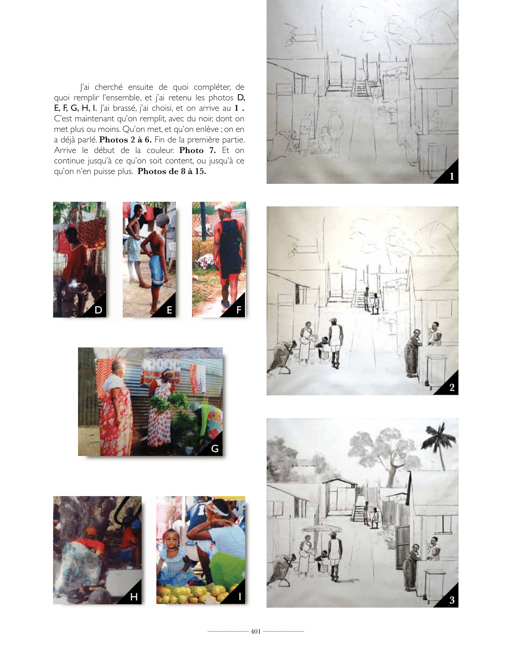 J'ai cherché ensuite de quoi compléter, de
quoi remplir l'ensemble, et j'ai retenu les photos D,
E, F, G, H, I. J'ai brassé, j'ai choisi, et on arrive au 1 .
C'est maintenant qu'on remplit, avec du noir, dont on
met plus ou moins. Qu'on met, et qu'on enlève ; on en
a déjà parlé. Photos 2 à 6. Fin de la première partie.
Arrive le début de la couleur. Photo 7. Et on
continue jusqu'à ce qu'on soit content, ou jusqu'à ce
qu'on n'en puisse plus. Photos de 8 à 15.
1
D
E
F
2
G
H
I
3
401